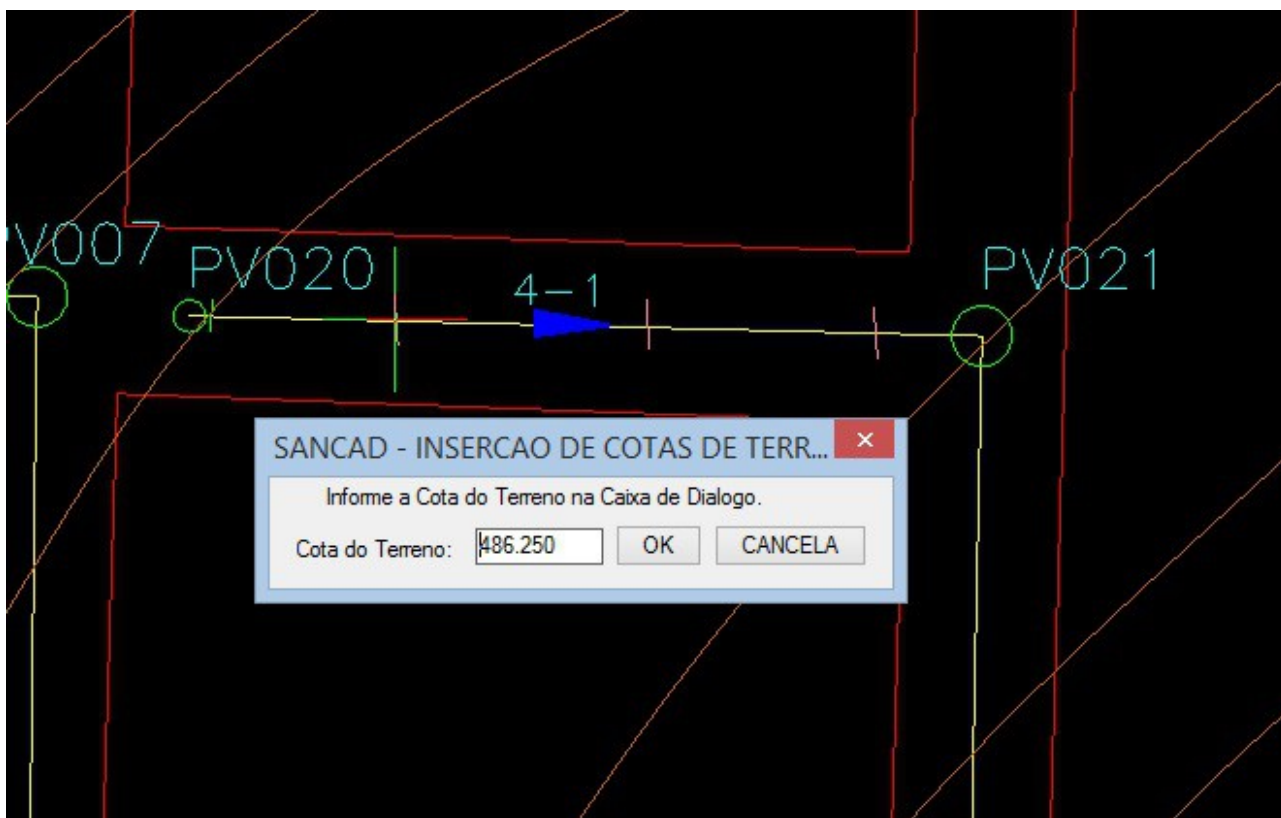 PV007
PV020
4-1
PV021
SANCAD - INSERCAO DE COTAS DE TERR...
Informe a Cota do Terreno na Caixa de Dialogo.
Cota do Terreno: 486.250 OK CANCELA